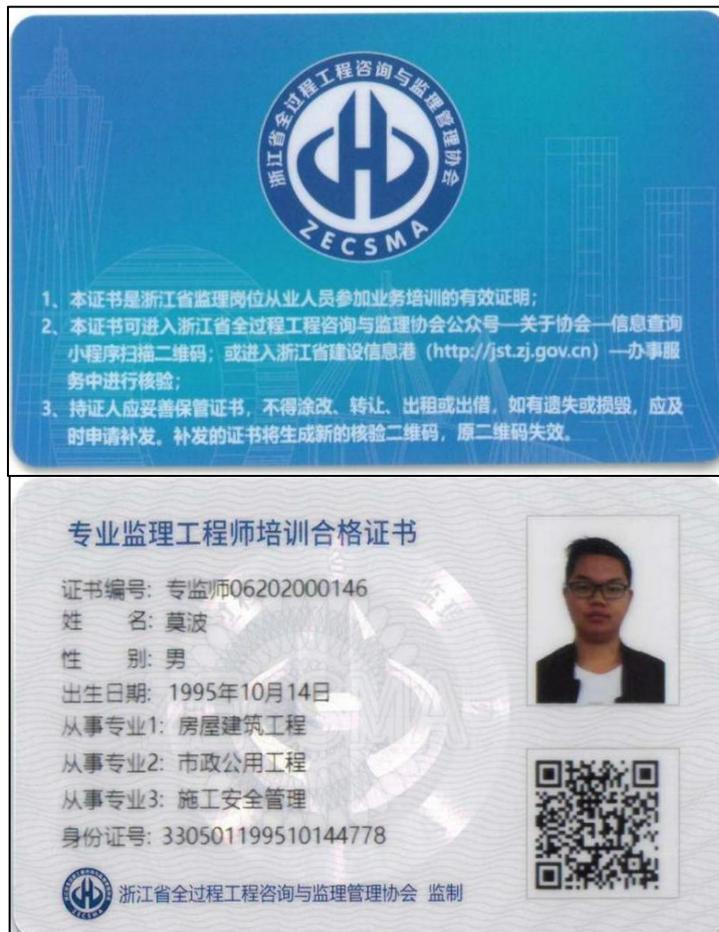 浙江省全过程工程咨询与监理管理协会
ZECSMA
1、本证书是浙江省监理岗位从业人员参加业务培训的有效证明；
2、本证书可进入浙江省全过程工程咨询与监理协会公众号—关于协会—信息查询
小程序扫描二维码；或进入浙江省建设信息港（http://jst.zj.gov.cn）—办事服
务中进行核验；
3、持证人应妥善保管证书，不得涂改、转让、出租或出借，如有遗失或损毁，应及
时申请补发。补发的证书将生成新的核验二维码，原二维码失效。
专业监理工程师培训合格证书
证书编号: 专监师06202000146
姓 名: 莫波
性 别: 男
出生日期: 1995年10月14日
从事专业1: 房屋建筑工程
从事专业2: 市政公用工程
从事专业3: 施工安全管理
身份证号: 330501199510144778
ZECSMA
浙江省全过程工程咨询与监理管理协会 监制